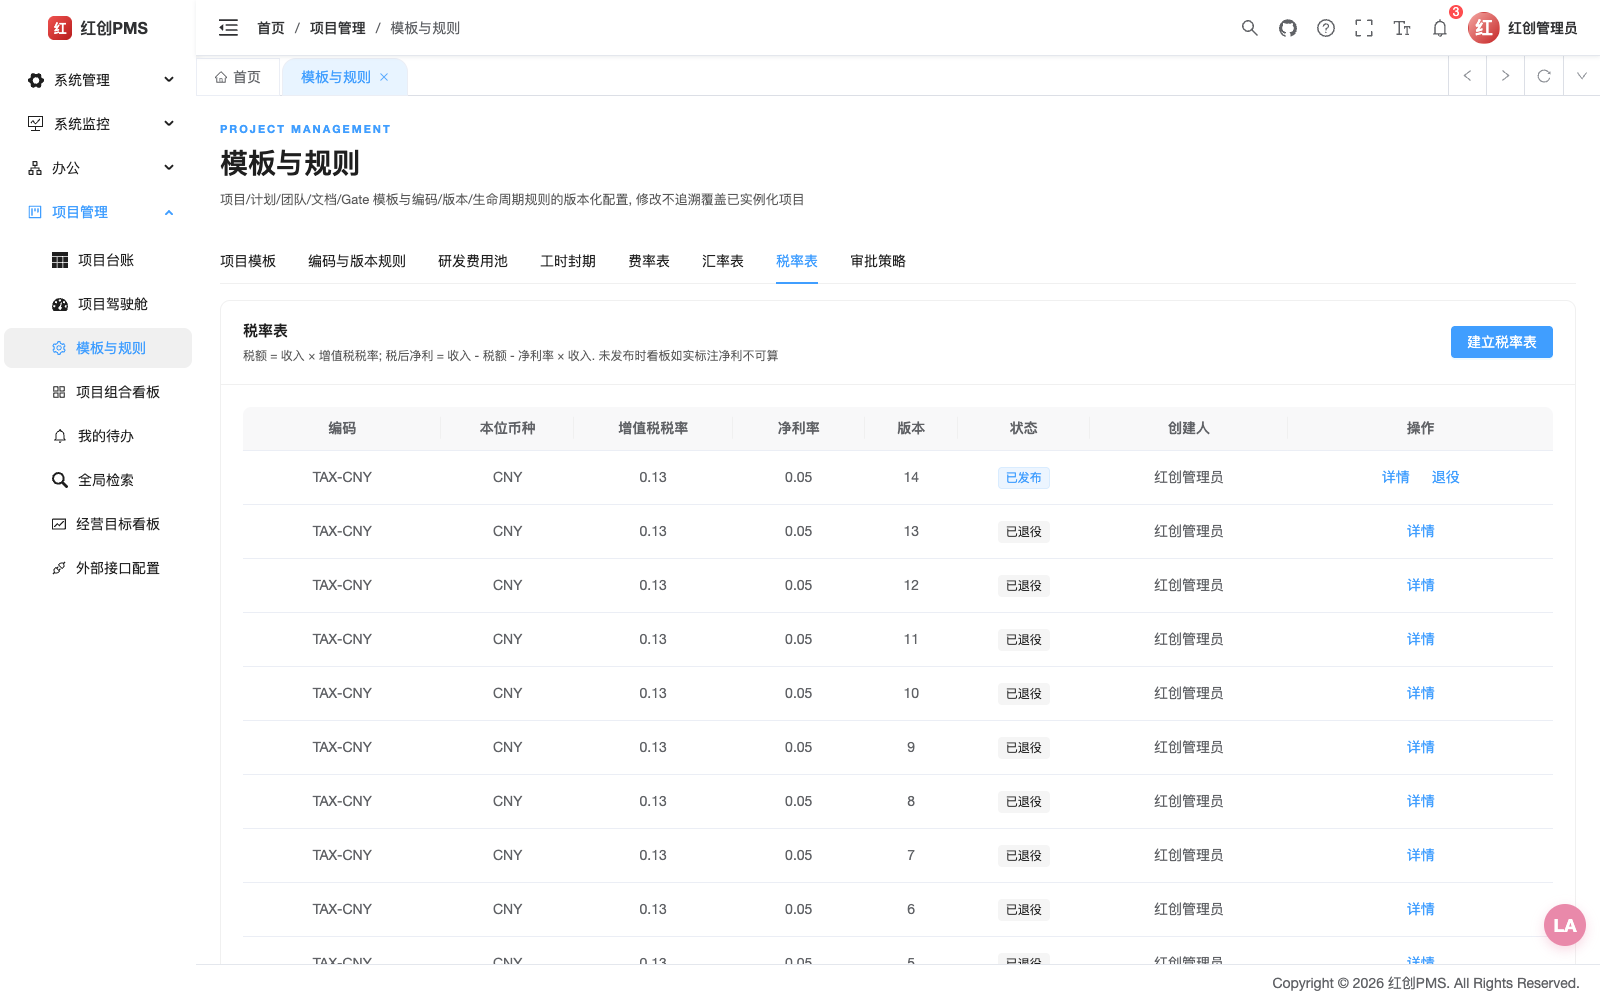 红 红创PMS
首页 / 项目管理 / 模板与规则
3
红 红创管理员
系统管理
系统监控
办公
项目管理
项目台账
项目驾驶舱
模板与规则
项目组合看板
我的待办
全局检索
经营目标看板
外部接口配置
首页 模板与规则
PROJECT MANAGEMENT
模板与规则
项目/计划/团队/文档/Gate 模板与编码/版本/生命周期规则的版本化配置, 修改不追溯覆盖已实例化项目
项目模板 编码与版本规则 研发费用池 工时封期 费率表 汇率表 税率表 审批策略
税率表
税额 = 收入 × 增值税税率; 税后净利 = 收入 - 税额 - 净利率 × 收入. 未发布时看板如实标注净利不可算
建立税率表
编码 本位币种 增值税税率 净利率 版本 状态 创建人 操作
TAX-CNY CNY 0.13 0.05 14 已发布 红创管理员 详情 退役
TAX-CNY CNY 0.13 0.05 13 已退役 红创管理员 详情
TAX-CNY CNY 0.13 0.05 12 已退役 红创管理员 详情
TAX-CNY CNY 0.13 0.05 11 已退役 红创管理员 详情
TAX-CNY CNY 0.13 0.05 10 已退役 红创管理员 详情
TAX-CNY CNY 0.13 0.05 9 已退役 红创管理员 详情
TAX-CNY CNY 0.13 0.05 8 已退役 红创管理员 详情
TAX-CNY CNY 0.13 0.05 7 已退役 红创管理员 详情
TAX-CNY CNY 0.13 0.05 6 已退役 红创管理员 详情
TAX-CNY CNY 0.13 0.05 5 已退役 红创管理员 详情
LA
Copyright © 2026 红创PMS. All Rights Reserved.